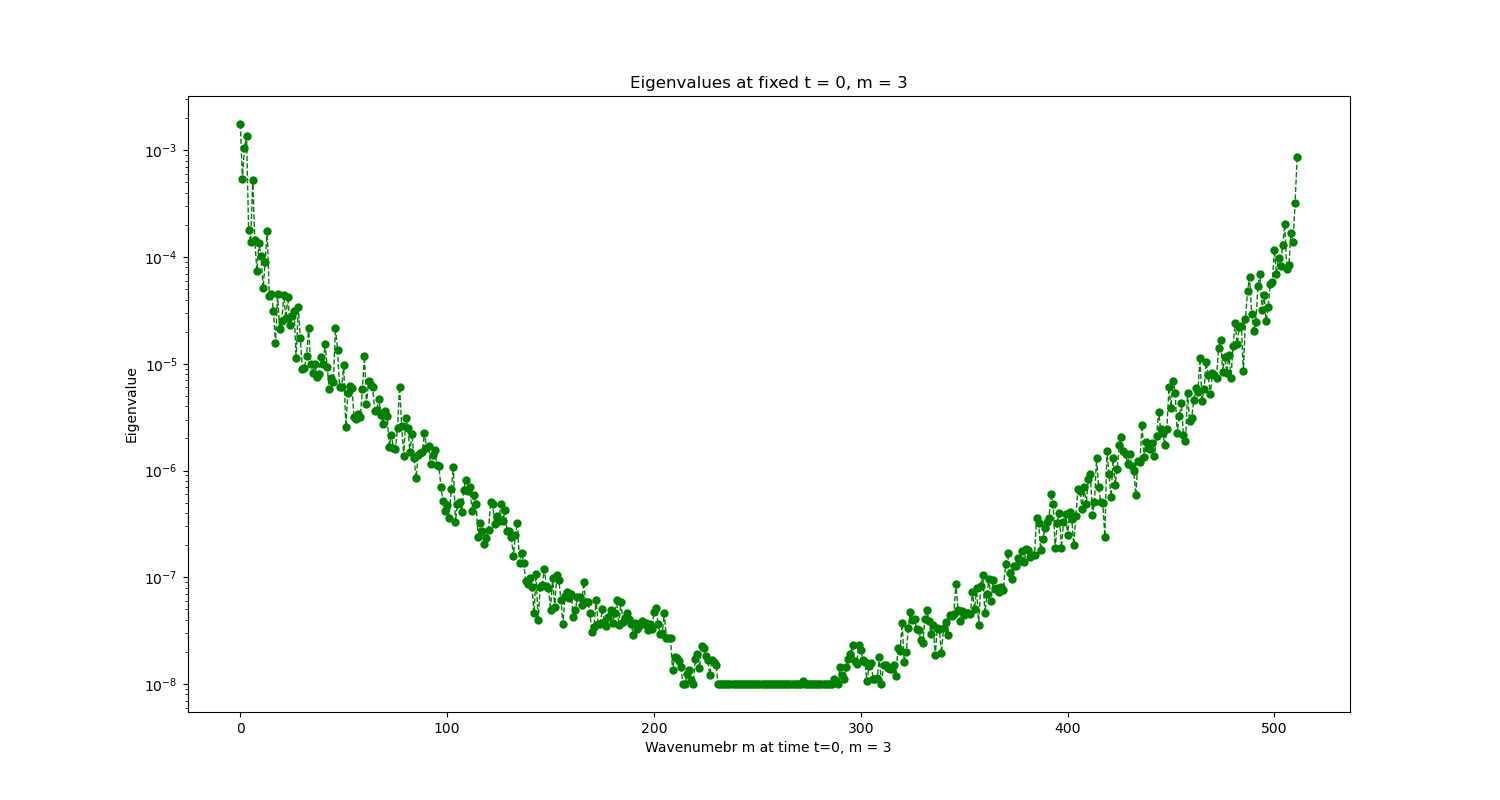 Eigenvalues at fixed t = 0, m = 3
Eigenvalue
10⁻³
10⁻⁴
10⁻⁵
10⁻⁶
10⁻⁷
10⁻⁸
0 100 200 300 400 500
Wavenumebr m at time t=0, m = 3